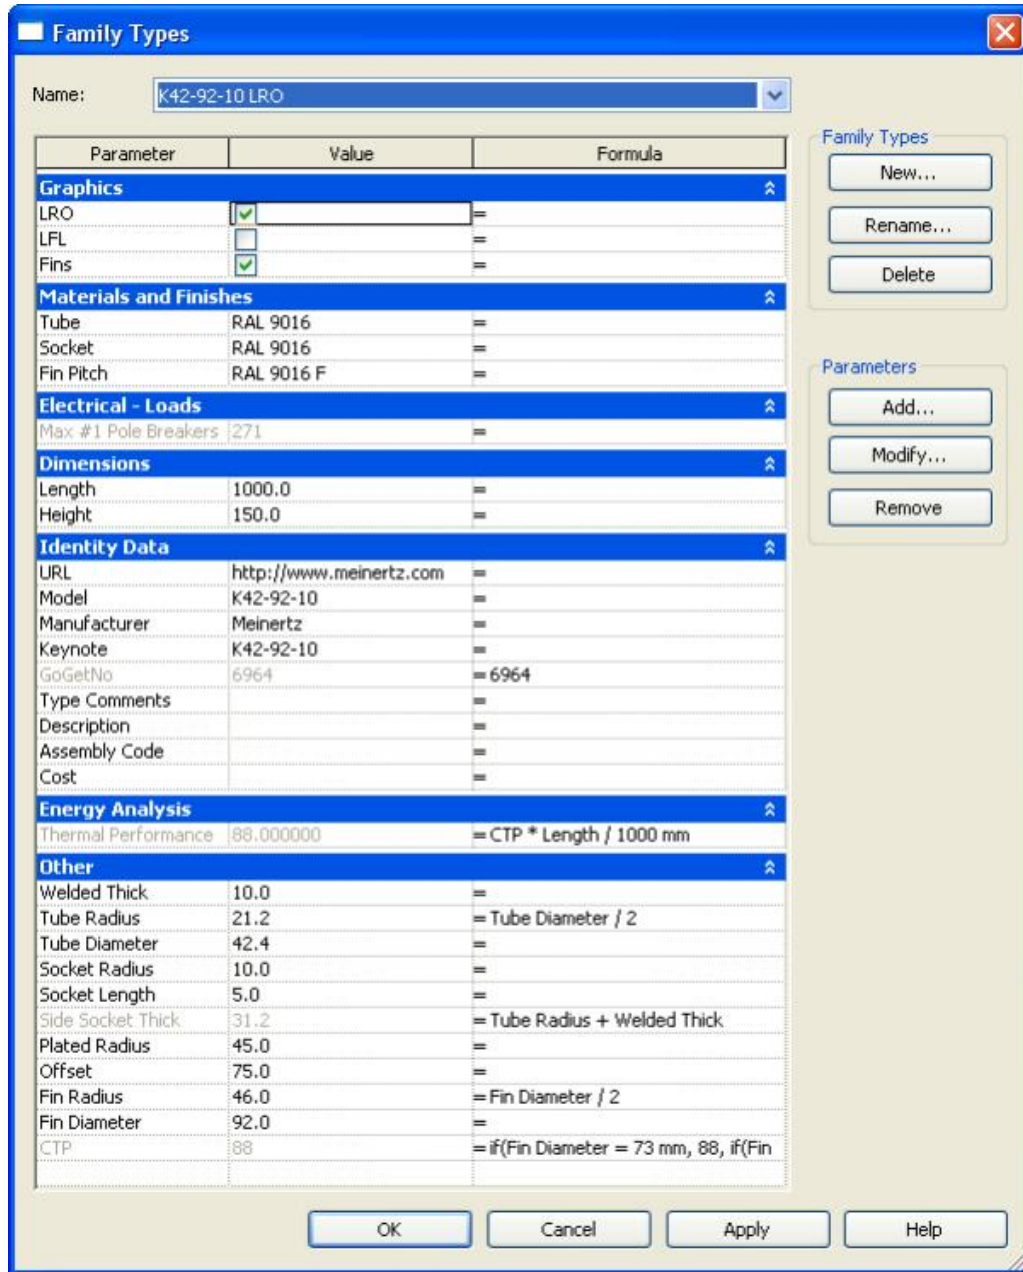 Family Types
Name: K42-92-10 LRO
Parameter Value Formula
Graphics
LRO =
LFL =
Fins =
Materials and Finishes
Tube RAL 9016 =
Socket RAL 9016 =
Fin Pitch RAL 9016 F =
Electrical - Loads
Max #1 Pole Breakers 271 =
Dimensions
Length 1000.0 =
Height 150.0 =
Identity Data
URL http://www.meinertz.com =
Model K42-92-10 =
Manufacturer Meinertz =
Keynote K42-92-10 =
GoGetNo 6964 = 6964
Type Comments =
Description =
Assembly Code =
Cost =
Energy Analysis
Thermal Performance 88.000000 = CTP * Length / 1000 mm
Other
Welded Thick 10.0 =
Tube Radius 21.2 = Tube Diameter / 2
Tube Diameter 42.4 =
Socket Radius 10.0 =
Socket Length 5.0 =
Side Socket Thick 31.2 = Tube Radius + Welded Thick
Plated Radius 45.0 =
Offset 75.0 =
Fin Radius 46.0 = Fin Diameter / 2
Fin Diameter 92.0 =
CTP 88 = if(Fin Diameter = 73 mm, 88, if(Fin
Family Types
New...
Rename...
Delete
Parameters
Add...
Modify...
Remove
OK Cancel Apply Help